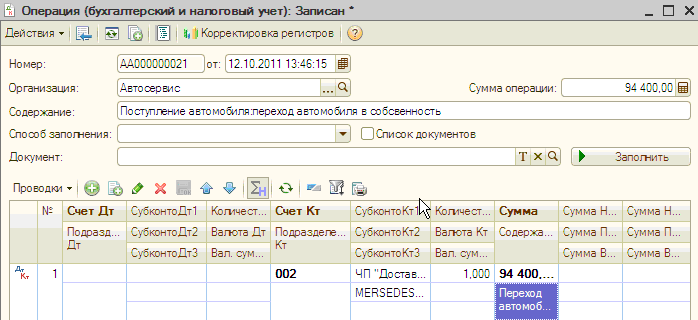 Операция (бухгалтерский и налоговый учет): Записан *
Действия Корректировка регистров ?
Номер: АА000000021 от: 12.10.2011 13:46:15
Организация: Автосервис ... Сумма операции: 94 400,00
Содержание: Поступление автомобиля:переход автомобиля в собсвенность
Способ заполнения: Список документов
Документ: T × Заполнить
Проводки
№ Счет Дт СубконтоДт1 Количест... Счет Кт СубконтоКт1 Количест... Сумма Сумма Н... Сумма Н...
Подразд... Дт СубконтоДт2 Валюта Дт Подразделе... Кт СубконтоКт2 Валюта Кт Содержа... Сумма П... Сумма П...
СубконтоДт3 Вал. сум... СубконтоКт3 Вал. сум... Сумма В... Сумма В...
Дт Кт 1 002 ЧП "Достав... 1,000 94 400,...
MERSEDES... Переход
автомоб...